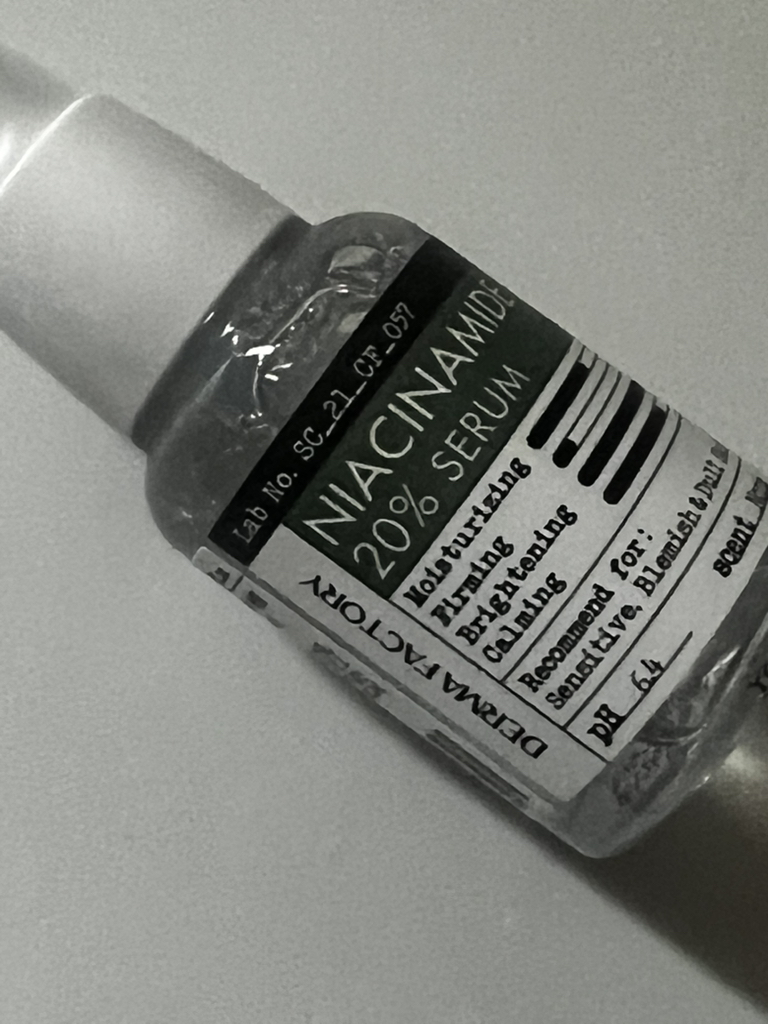 Lab No. SC_21_CF_057
NIACINAMIDE
20% SERUM
Moisturizing
Firming
Brightening
Calming
Recommend for:
Sensitive, Blemish & Dull
scent
pH 6.4
DERMA FACTORY